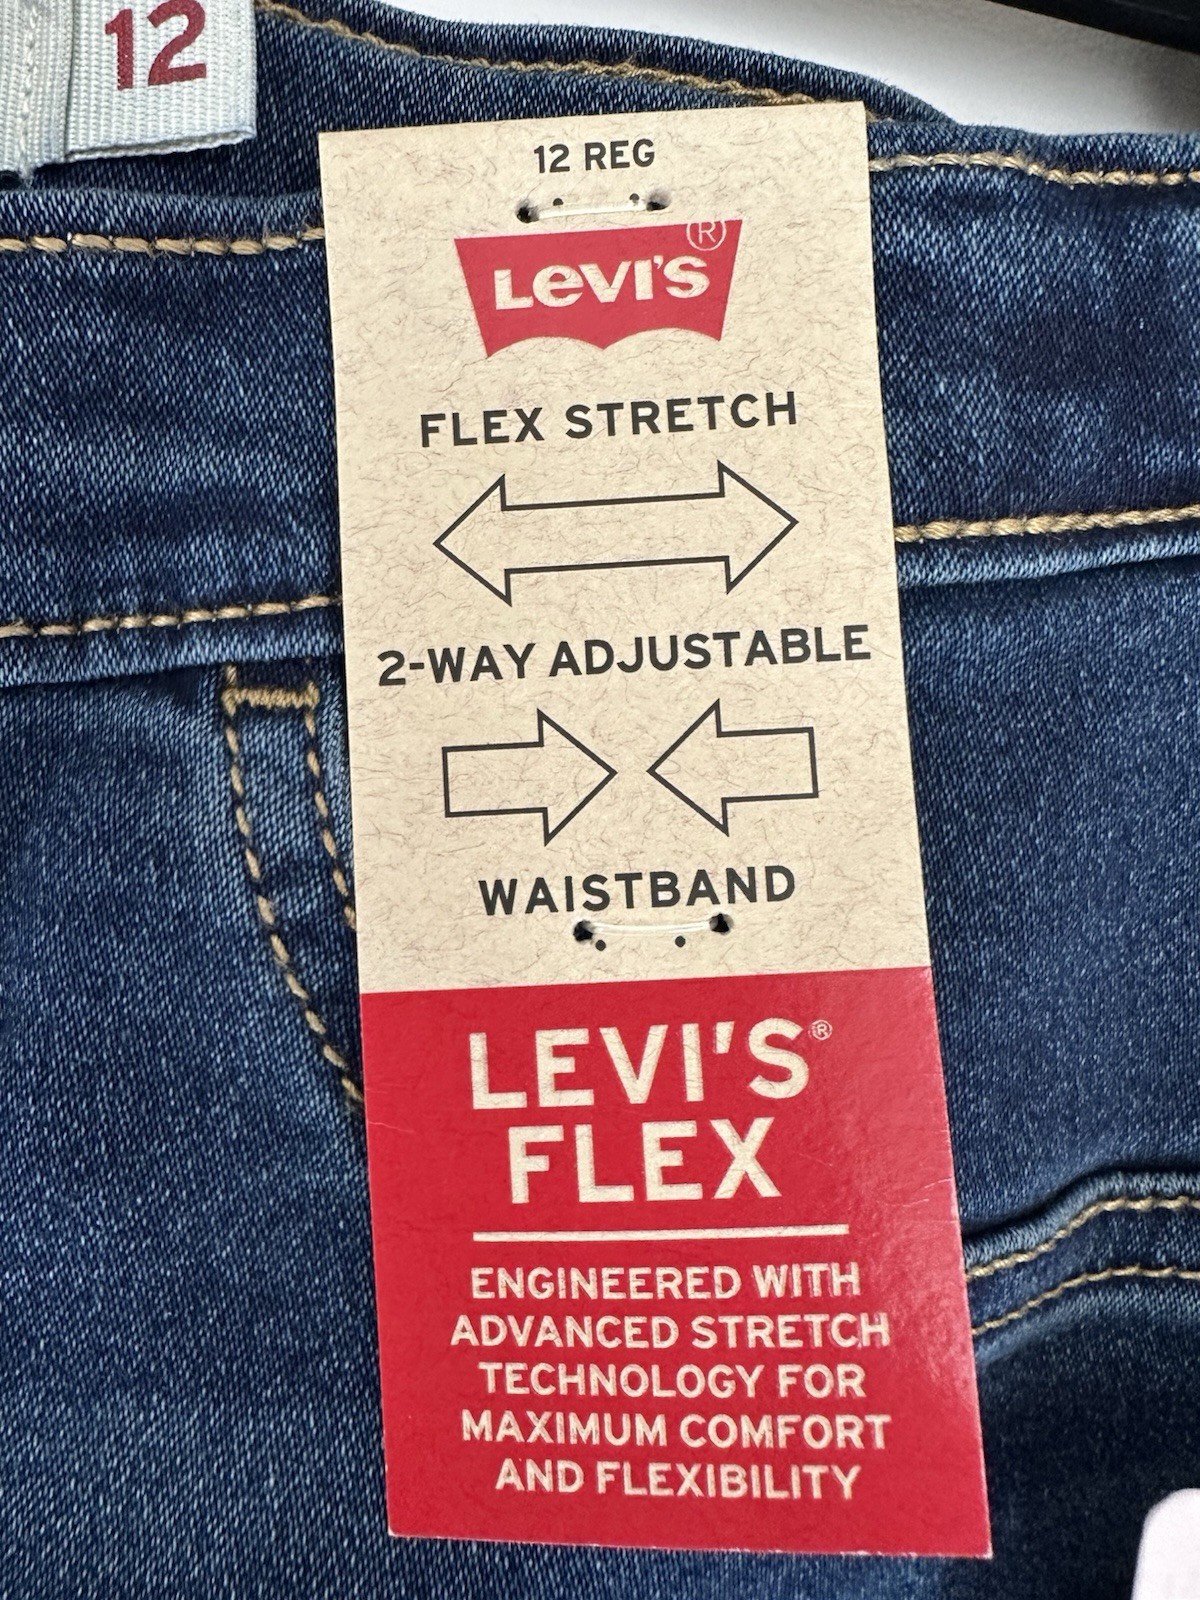 12
12 REG
LEVI'S®
FLEX STRETCH
2-WAY ADJUSTABLE
WAISTBAND
LEVI'S®
FLEX
ENGINEERED WITH
ADVANCED STRETCH
TECHNOLOGY FOR
MAXIMUM COMFORT
AND FLEXIBILITY